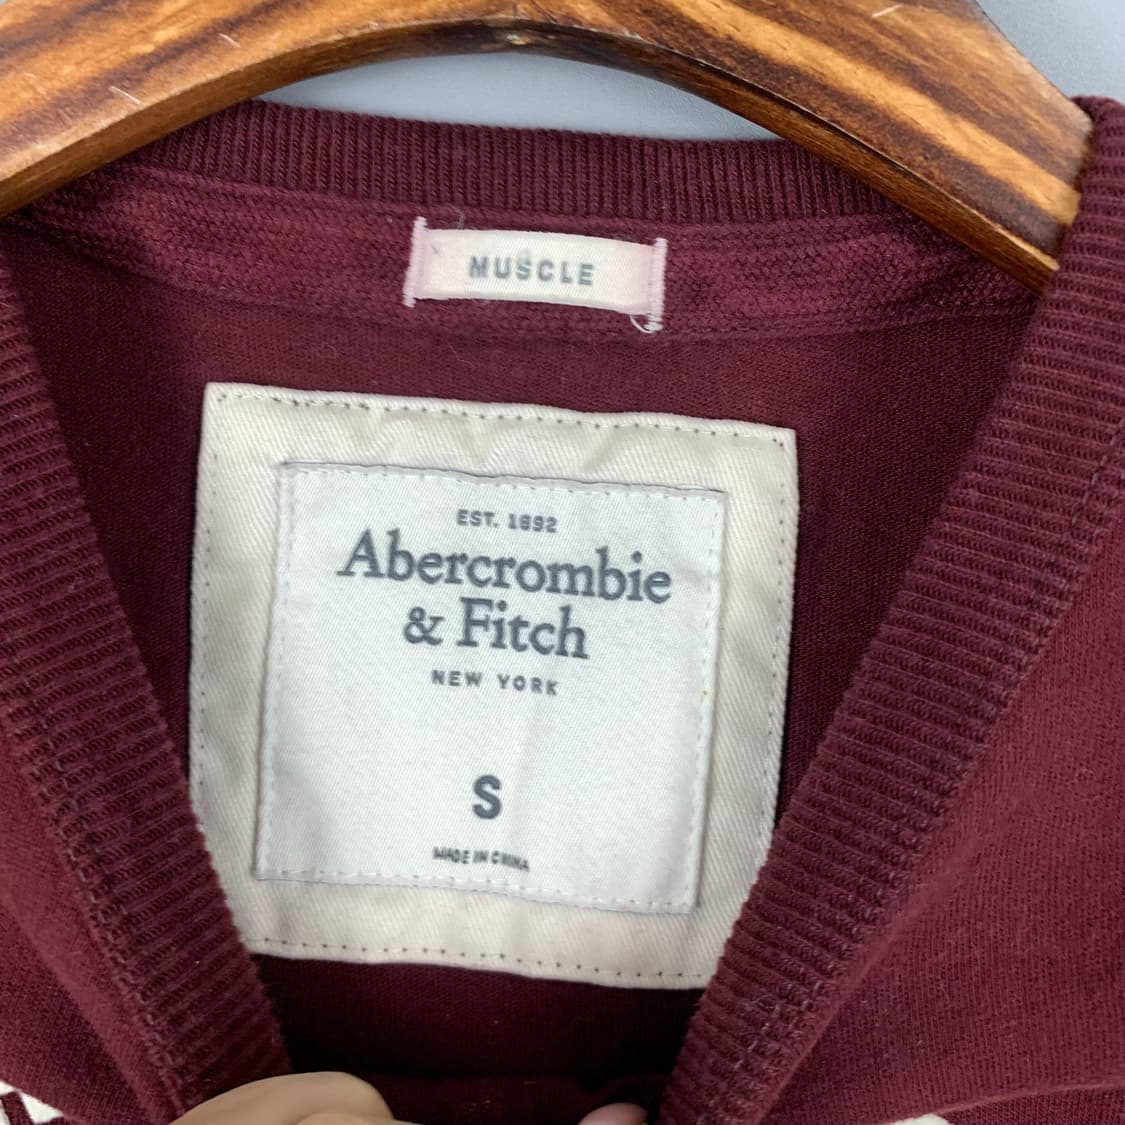 MUSCLE
EST. 1892
Abercrombie
& Fitch
NEW YORK
S
MADE IN CHINA